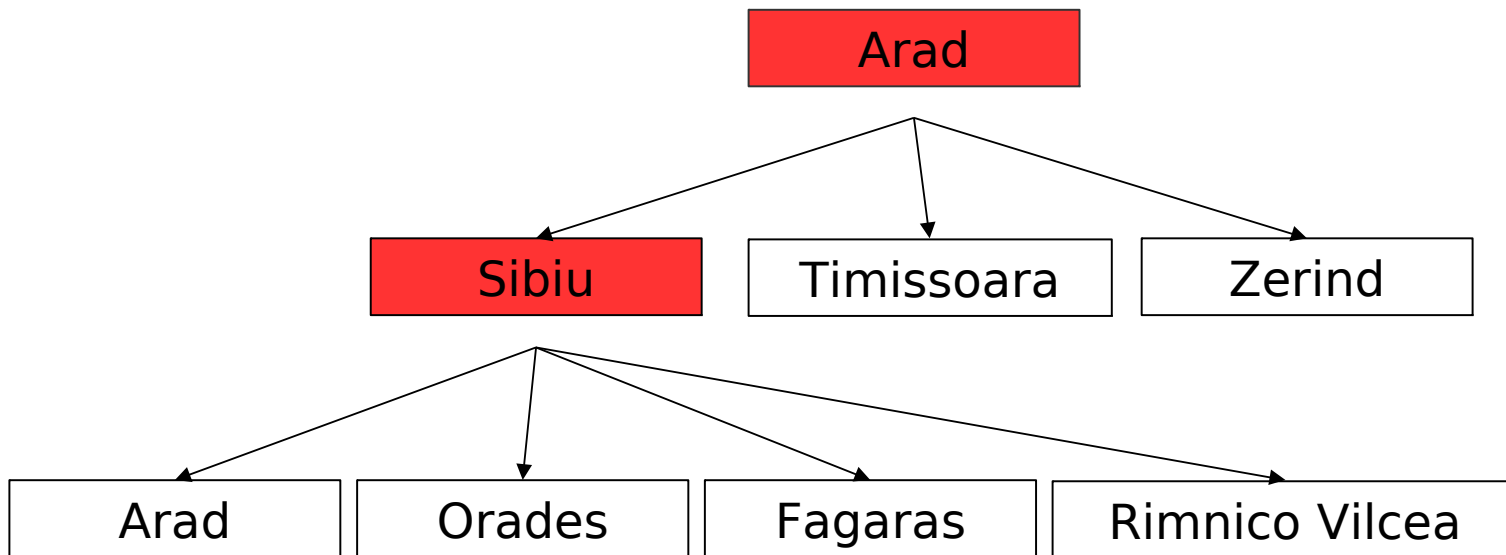 Arad
Sibiu
Timissoara
Zerind
Arad
Orades
Fagaras
Rimnico Vilcea